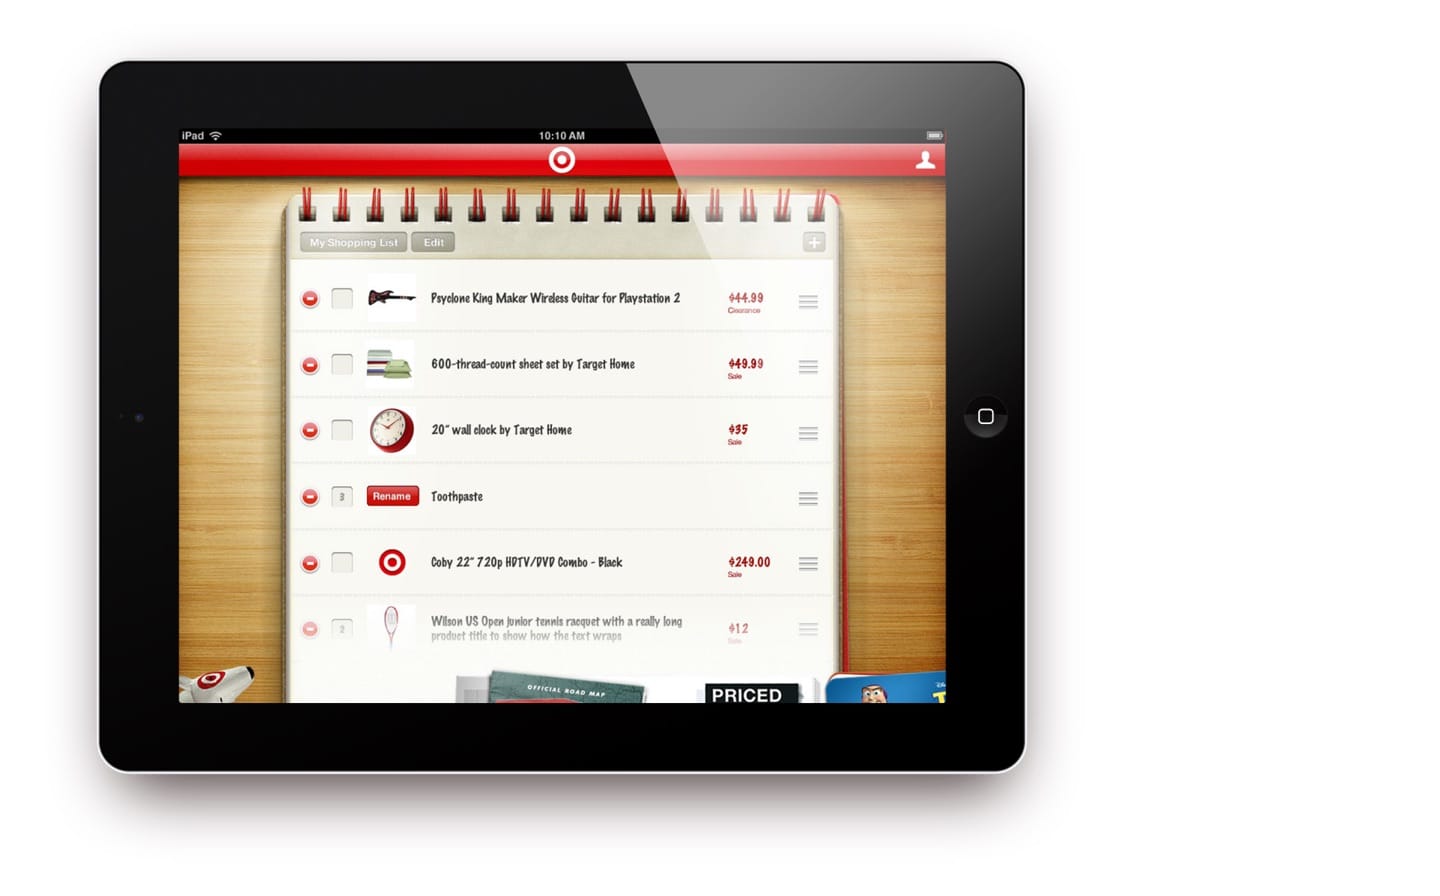 iPad
10:10 AM
My Shopping List
Edit
Psyclone King Maker Wireless Guitar for Playstation 2
$44.99
Clearance
600-thread-count sheet set by Target Home
$49.99
Sale
20" wall clock by Target Home
$35
Sale
3
Rename
Toothpaste
Coby 22" 720p HDTV/DVD Combo - Black
$249.00
Sale
2
Wilson US Open junior tennis racquet with a really long
product title to show how the text wraps
$12
Sale
OFFICIAL ROAD MAP
PRICED